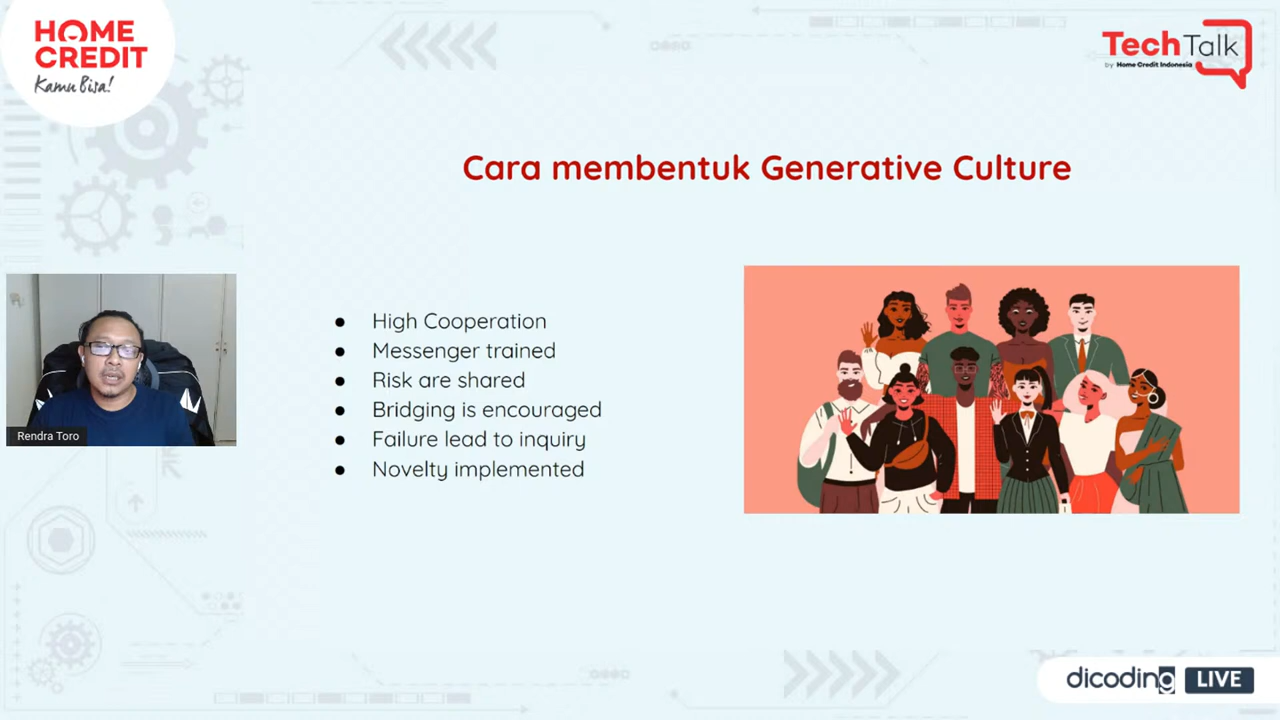 HOME
CREDIT
Kamu Bisa!
TechTalk
by Home Credit Indonesia
Cara membentuk Generative Culture
● High Cooperation
● Messenger trained
● Risk are shared
● Bridging is encouraged
● Failure lead to inquiry
● Novelty implemented
Rendra Toro
dicoding LIVE